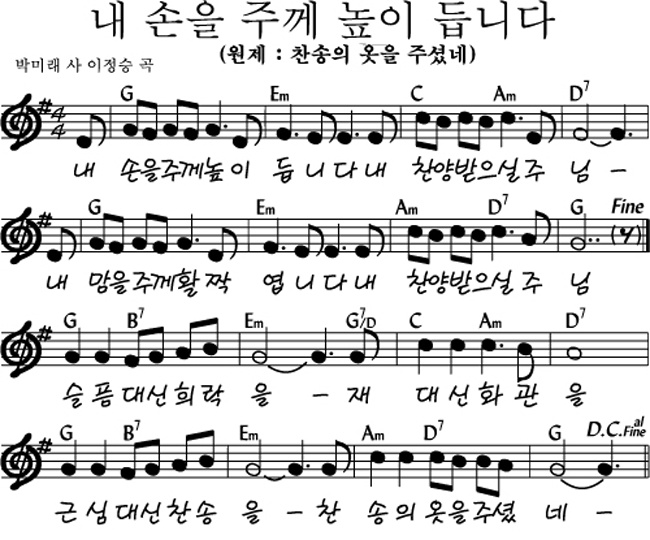 내 손을 주께 높이 듭니다
(원제 : 찬송의 옷을 주셨네)
박미래 사 이정승 곡
G Em C Am D7
4 4
내 손을주께높 이 듭 니 다 내 찬양받으실 주 님 -
G Em Am D7 G Fine
내 맘을주께활 짝 엽 니 다 내 찬양받으실 주 님
G B7 Em G7/D C Am D7
슬 픔 대신희락 을 - 재 대 신 화 관 을
G B7 Em Am D7 G D.C. al Fine
근 심 대신찬송 을 - 찬 송 의 옷을주셨 네 -